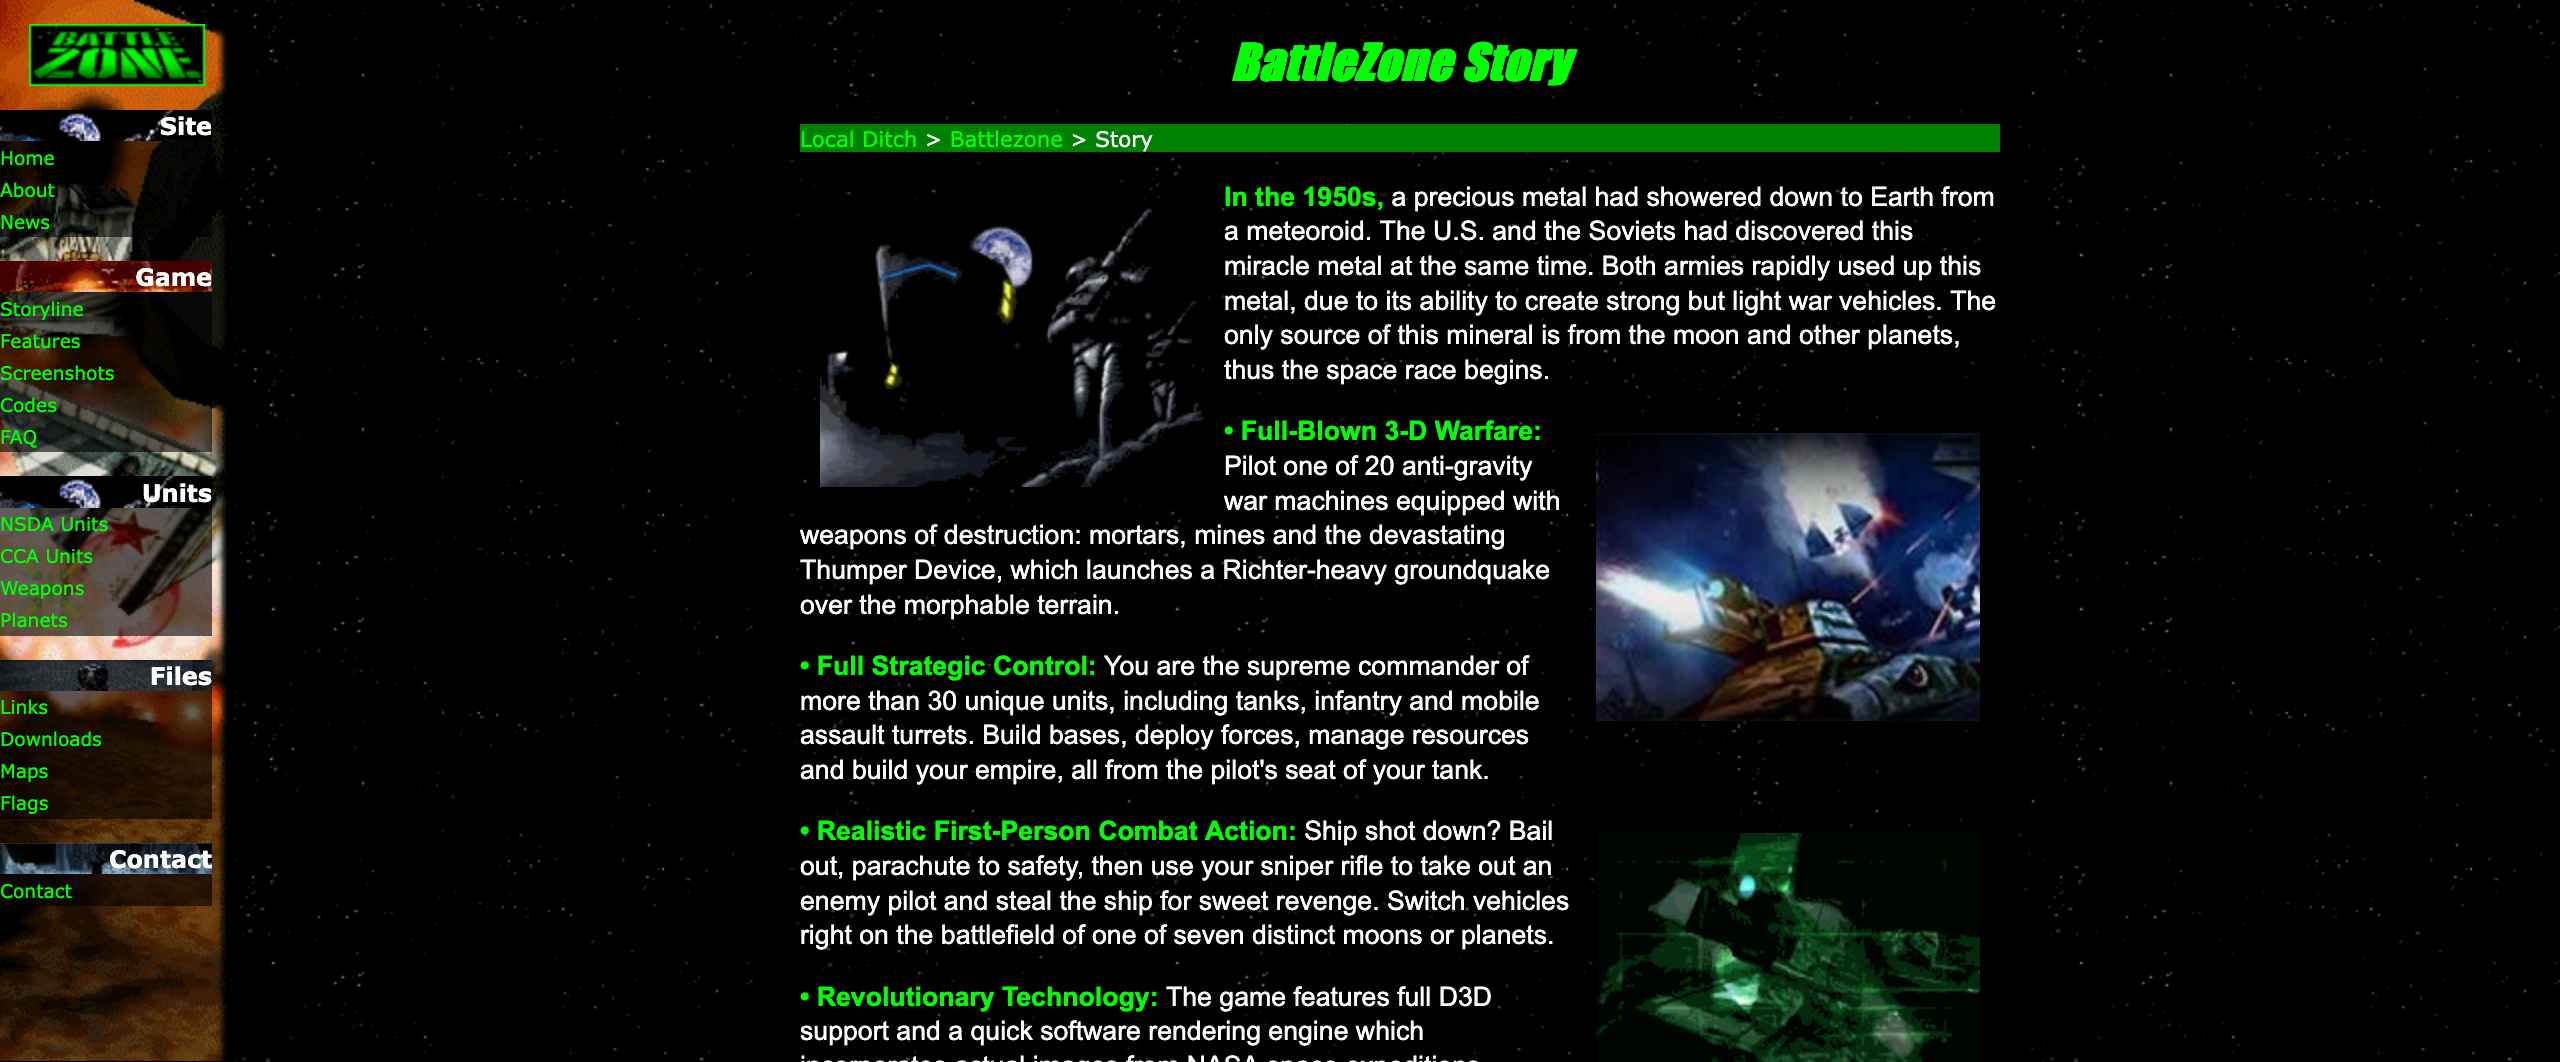 BATTLE
ZONE
Site
Home
About
News
Game
Storyline
Features
Screenshots
Codes
FAQ
Units
NSDA Units
CCA Units
Weapons
Planets
Files
Links
Downloads
Maps
Flags
Contact
Contact
BattleZone Story
Local Ditch > Battlezone > Story
In the 1950s, a precious metal had showered down to Earth from
a meteoroid. The U.S. and the Soviets had discovered this
miracle metal at the same time. Both armies rapidly used up this
metal, due to its ability to create strong but light war vehicles. The
only source of this mineral is from the moon and other planets,
thus the space race begins.
• Full-Blown 3-D Warfare:
Pilot one of 20 anti-gravity
war machines equipped with
weapons of destruction: mortars, mines and the devastating
Thumper Device, which launches a Richter-heavy groundquake
over the morphable terrain.
• Full Strategic Control: You are the supreme commander of
more than 30 unique units, including tanks, infantry and mobile
assault turrets. Build bases, deploy forces, manage resources
and build your empire, all from the pilot's seat of your tank.
• Realistic First-Person Combat Action: Ship shot down? Bail
out, parachute to safety, then use your sniper rifle to take out an
enemy pilot and steal the ship for sweet revenge. Switch vehicles
right on the battlefield of one of seven distinct moons or planets.
• Revolutionary Technology: The game features full D3D
support and a quick software rendering engine which
incorporates actual images from NASA space expeditions